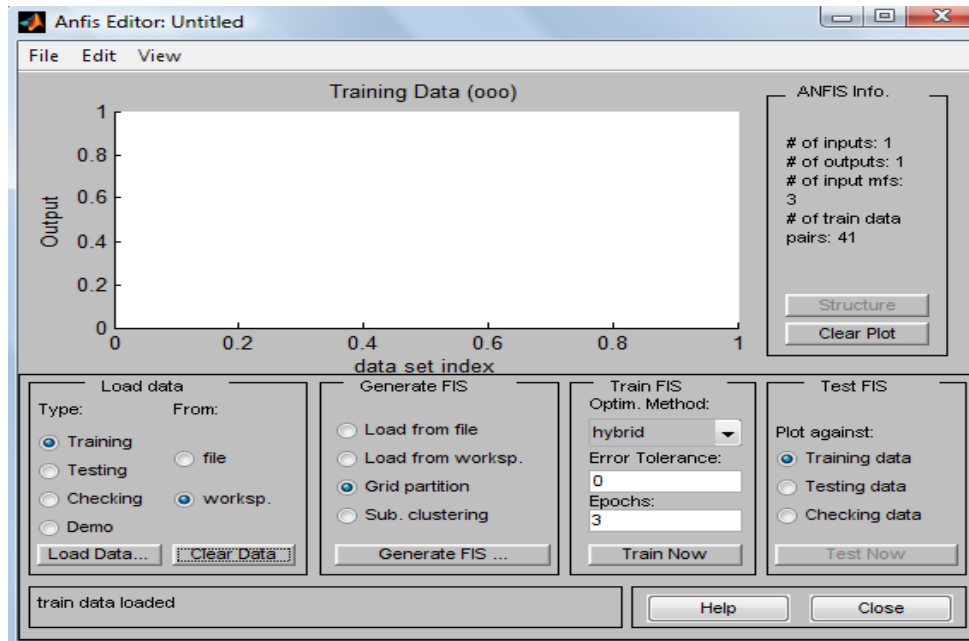 Anfis Editor: Untitled
File Edit View
Training Data (ooo)
1
0.8
0.6
0.4
0.2
0
Output
0 0.2 0.4 0.6 0.8 1
data set index
ANFIS Info.
# of inputs: 1
# of outputs: 1
# of input mfs:
3
# of train data
pairs: 41
Structure
Clear Plot
Load data
Type: From:
Training
Testing
Checking
Demo
file
worksp.
Load Data... Clear Data
Generate FIS
Load from file
Load from worksp.
Grid partition
Sub. clustering
Generate FIS ...
Train FIS
Optim. Method:
hybrid
Error Tolerance:
0
Epochs:
3
Train Now
Test FIS
Plot against:
Training data
Testing data
Checking data
Test Now
train data loaded
Help Close